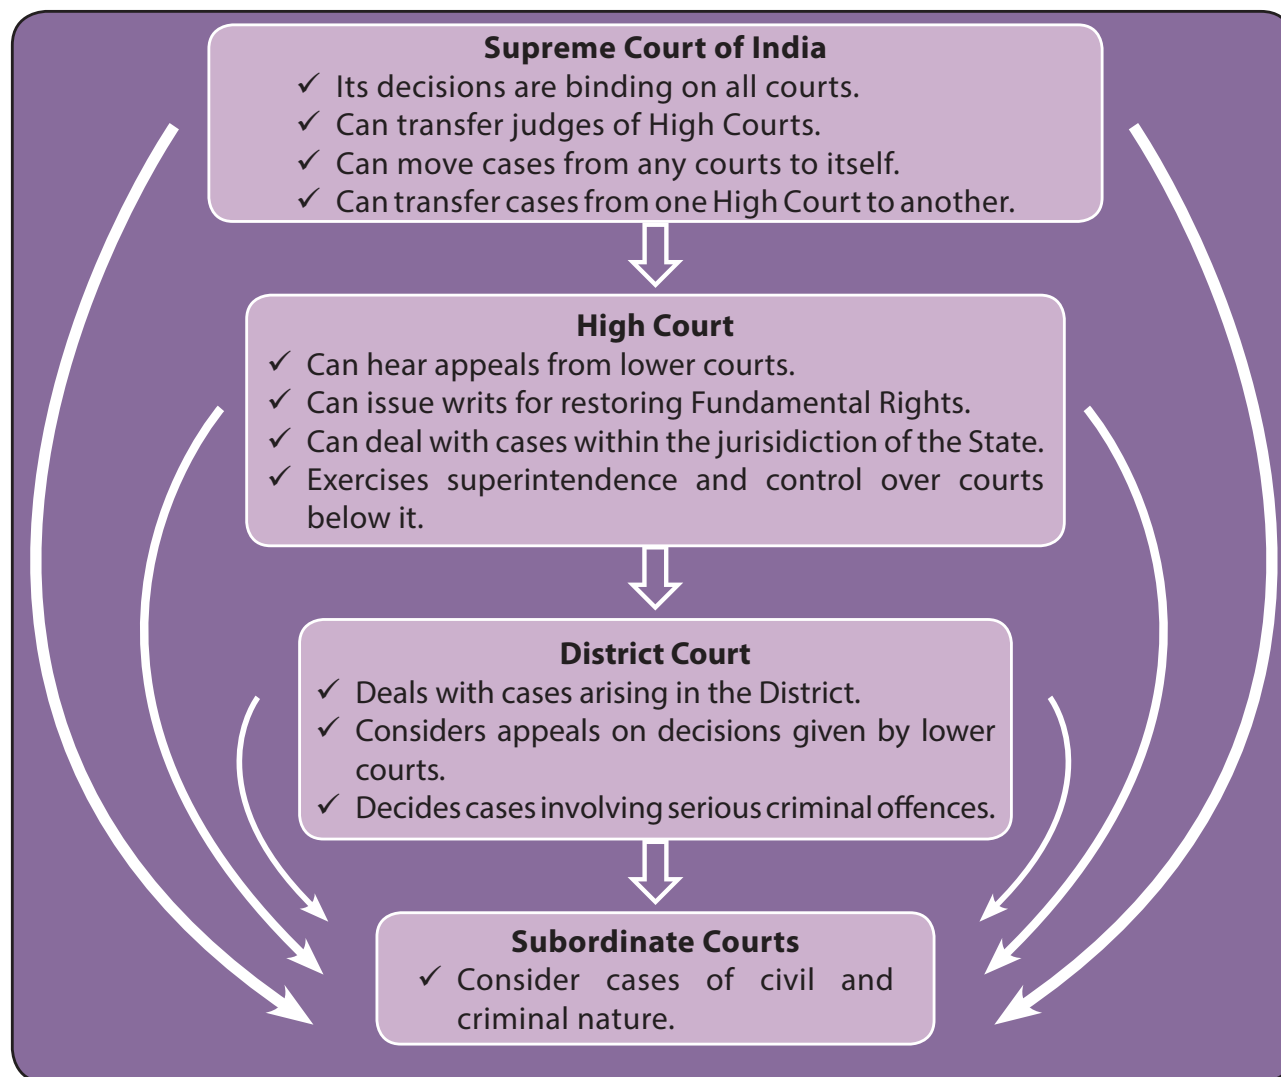 Supreme Court of India
✓ Its decisions are binding on all courts.
✓ Can transfer judges of High Courts.
✓ Can move cases from any courts to itself.
✓ Can transfer cases from one High Court to another.
High Court
✓ Can hear appeals from lower courts.
✓ Can issue writs for restoring Fundamental Rights.
✓ Can deal with cases within the jurisidiction of the State.
✓ Exercises superintendence and control over courts
below it.
District Court
✓ Deals with cases arising in the District.
✓ Considers appeals on decisions given by lower
courts.
✓ Decides cases involving serious criminal offences.
Subordinate Courts
✓ Consider cases of civil and
criminal nature.